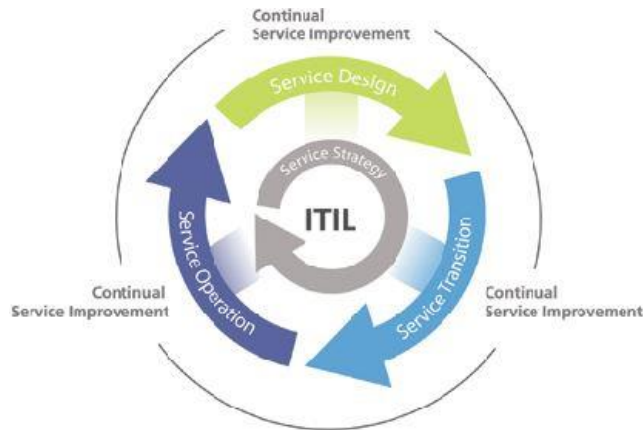 Continual
Service Improvement
Service Design
Service Strategy
ITIL
Service Operation
Service Transition
Continual
Service Improvement
Continual
Service Improvement